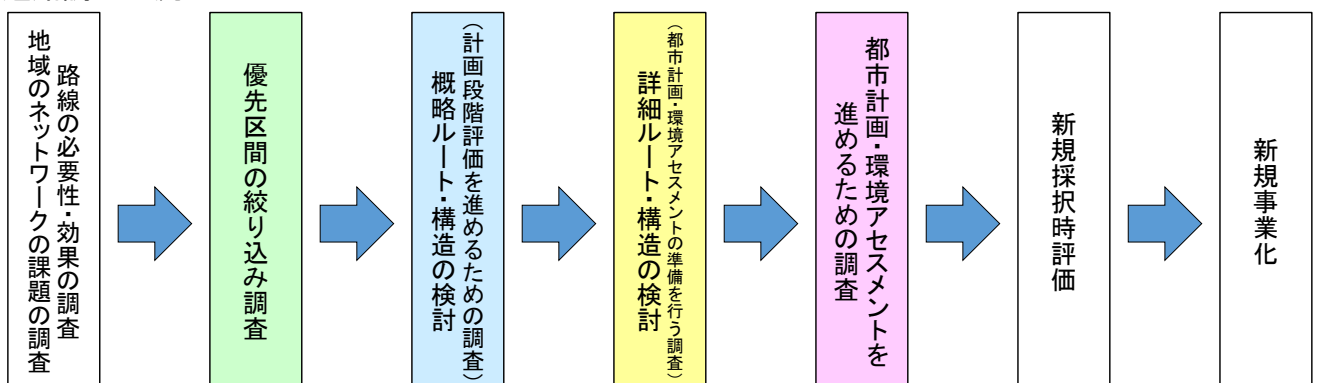 路線の必要性・効果の調査
地域のネットワークの課題の調査
優先区間の絞り込み調査
概略ルート・構造の検討
（計画段階評価を進めるための調査）
詳細ルート・構造の検討
（都市計画・環境アセスメントの準備を行う調査）
都市計画・環境アセスメントを
進めるための調査
新規採択時評価
新規事業化